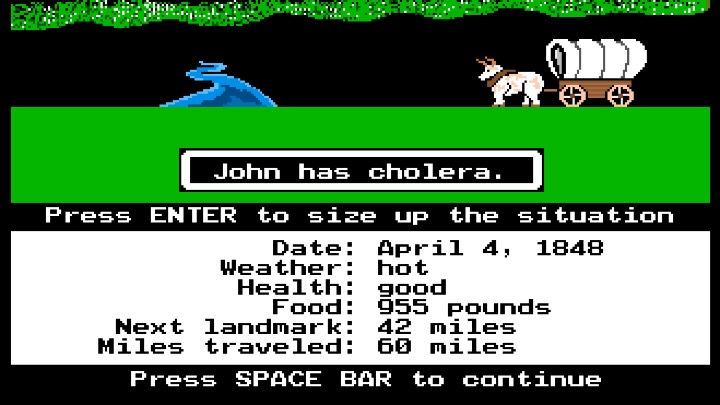 John has cholera.
Press ENTER to size up the situation
Date: April 4, 1848
Weather: hot
Health: good
Food: 955 pounds
Next landmark: 42 miles
Miles traveled: 60 miles
Press SPACE BAR to continue